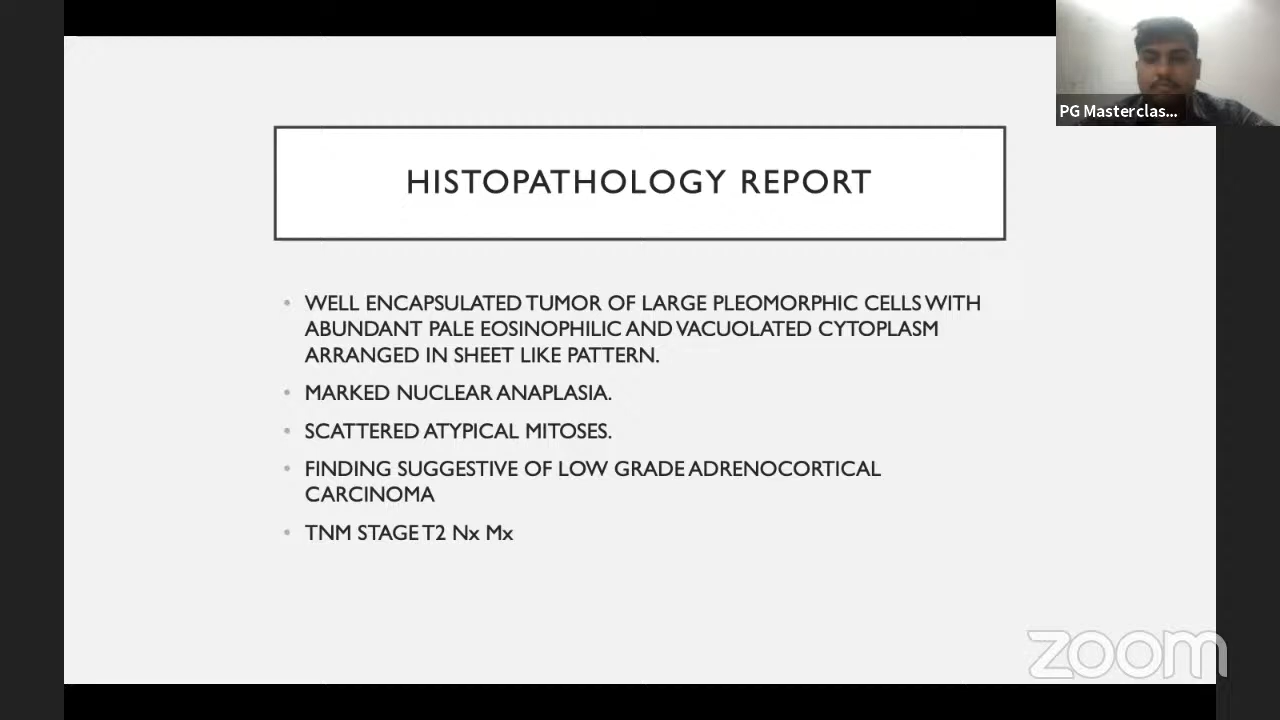 PG Masterclas...
HISTOPATHOLOGY REPORT
• WELL ENCAPSULATED TUMOR OF LARGE PLEOMORPHIC CELLS WITH
ABUNDANT PALE EOSINOPHILIC AND VACUOLATED CYTOPLASM
ARRANGED IN SHEET LIKE PATTERN.
• MARKED NUCLEAR ANAPLASIA.
• SCATTERED ATYPICAL MITOSES.
• FINDING SUGGESTIVE OF LOW GRADE ADRENOCORTICAL
CARCINOMA
• TNM STAGE T2 Nx Mx
zoom